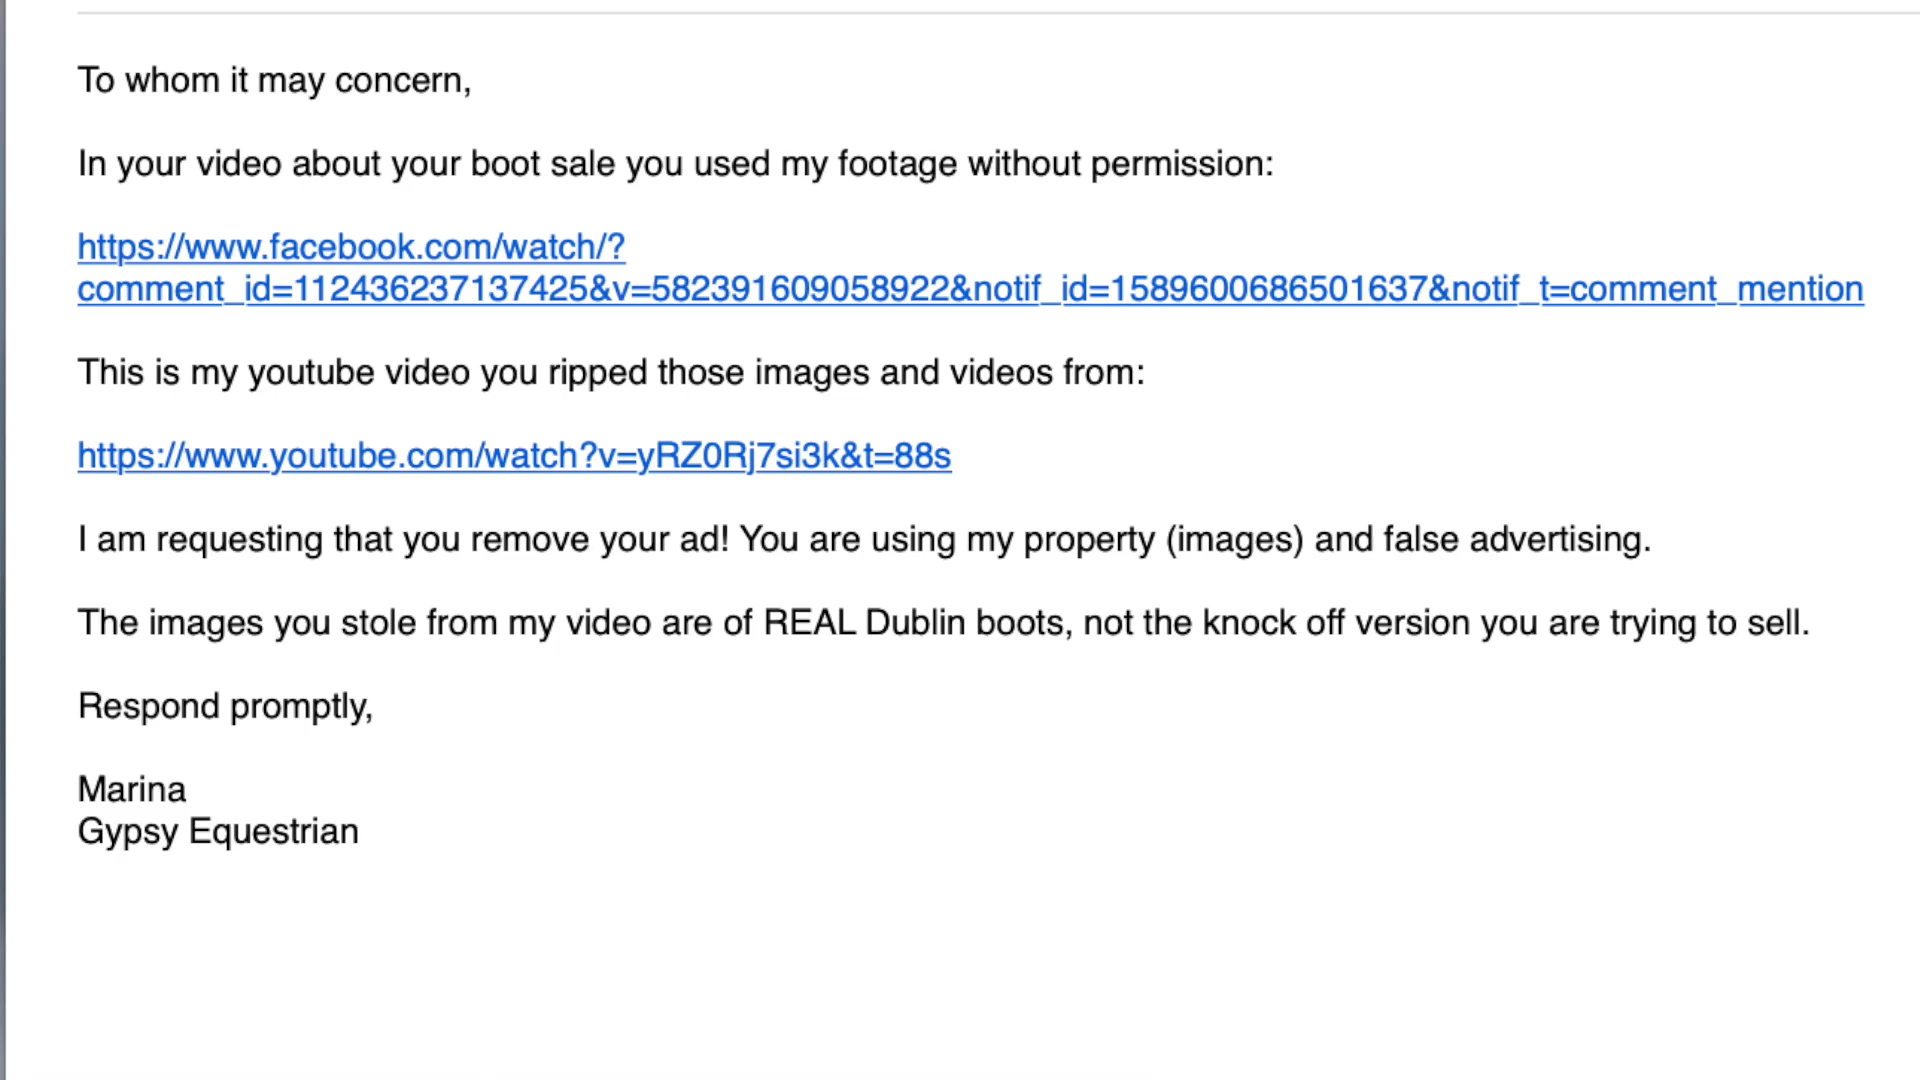 To whom it may concern,
In your video about your boot sale you used my footage without permission:
https://www.facebook.com/watch/?
comment_id=112436237137425&v=582391609058922&notif_id=1589600686501637&notif_t=comment_mention
This is my youtube video you ripped those images and videos from:
https://www.youtube.com/watch?v=yRZ0Rj7si3k&t=88s
I am requesting that you remove your ad! You are using my property (images) and false advertising.
The images you stole from my video are of REAL Dublin boots, not the knock off version you are trying to sell.
Respond promptly,
Marina
Gypsy Equestrian